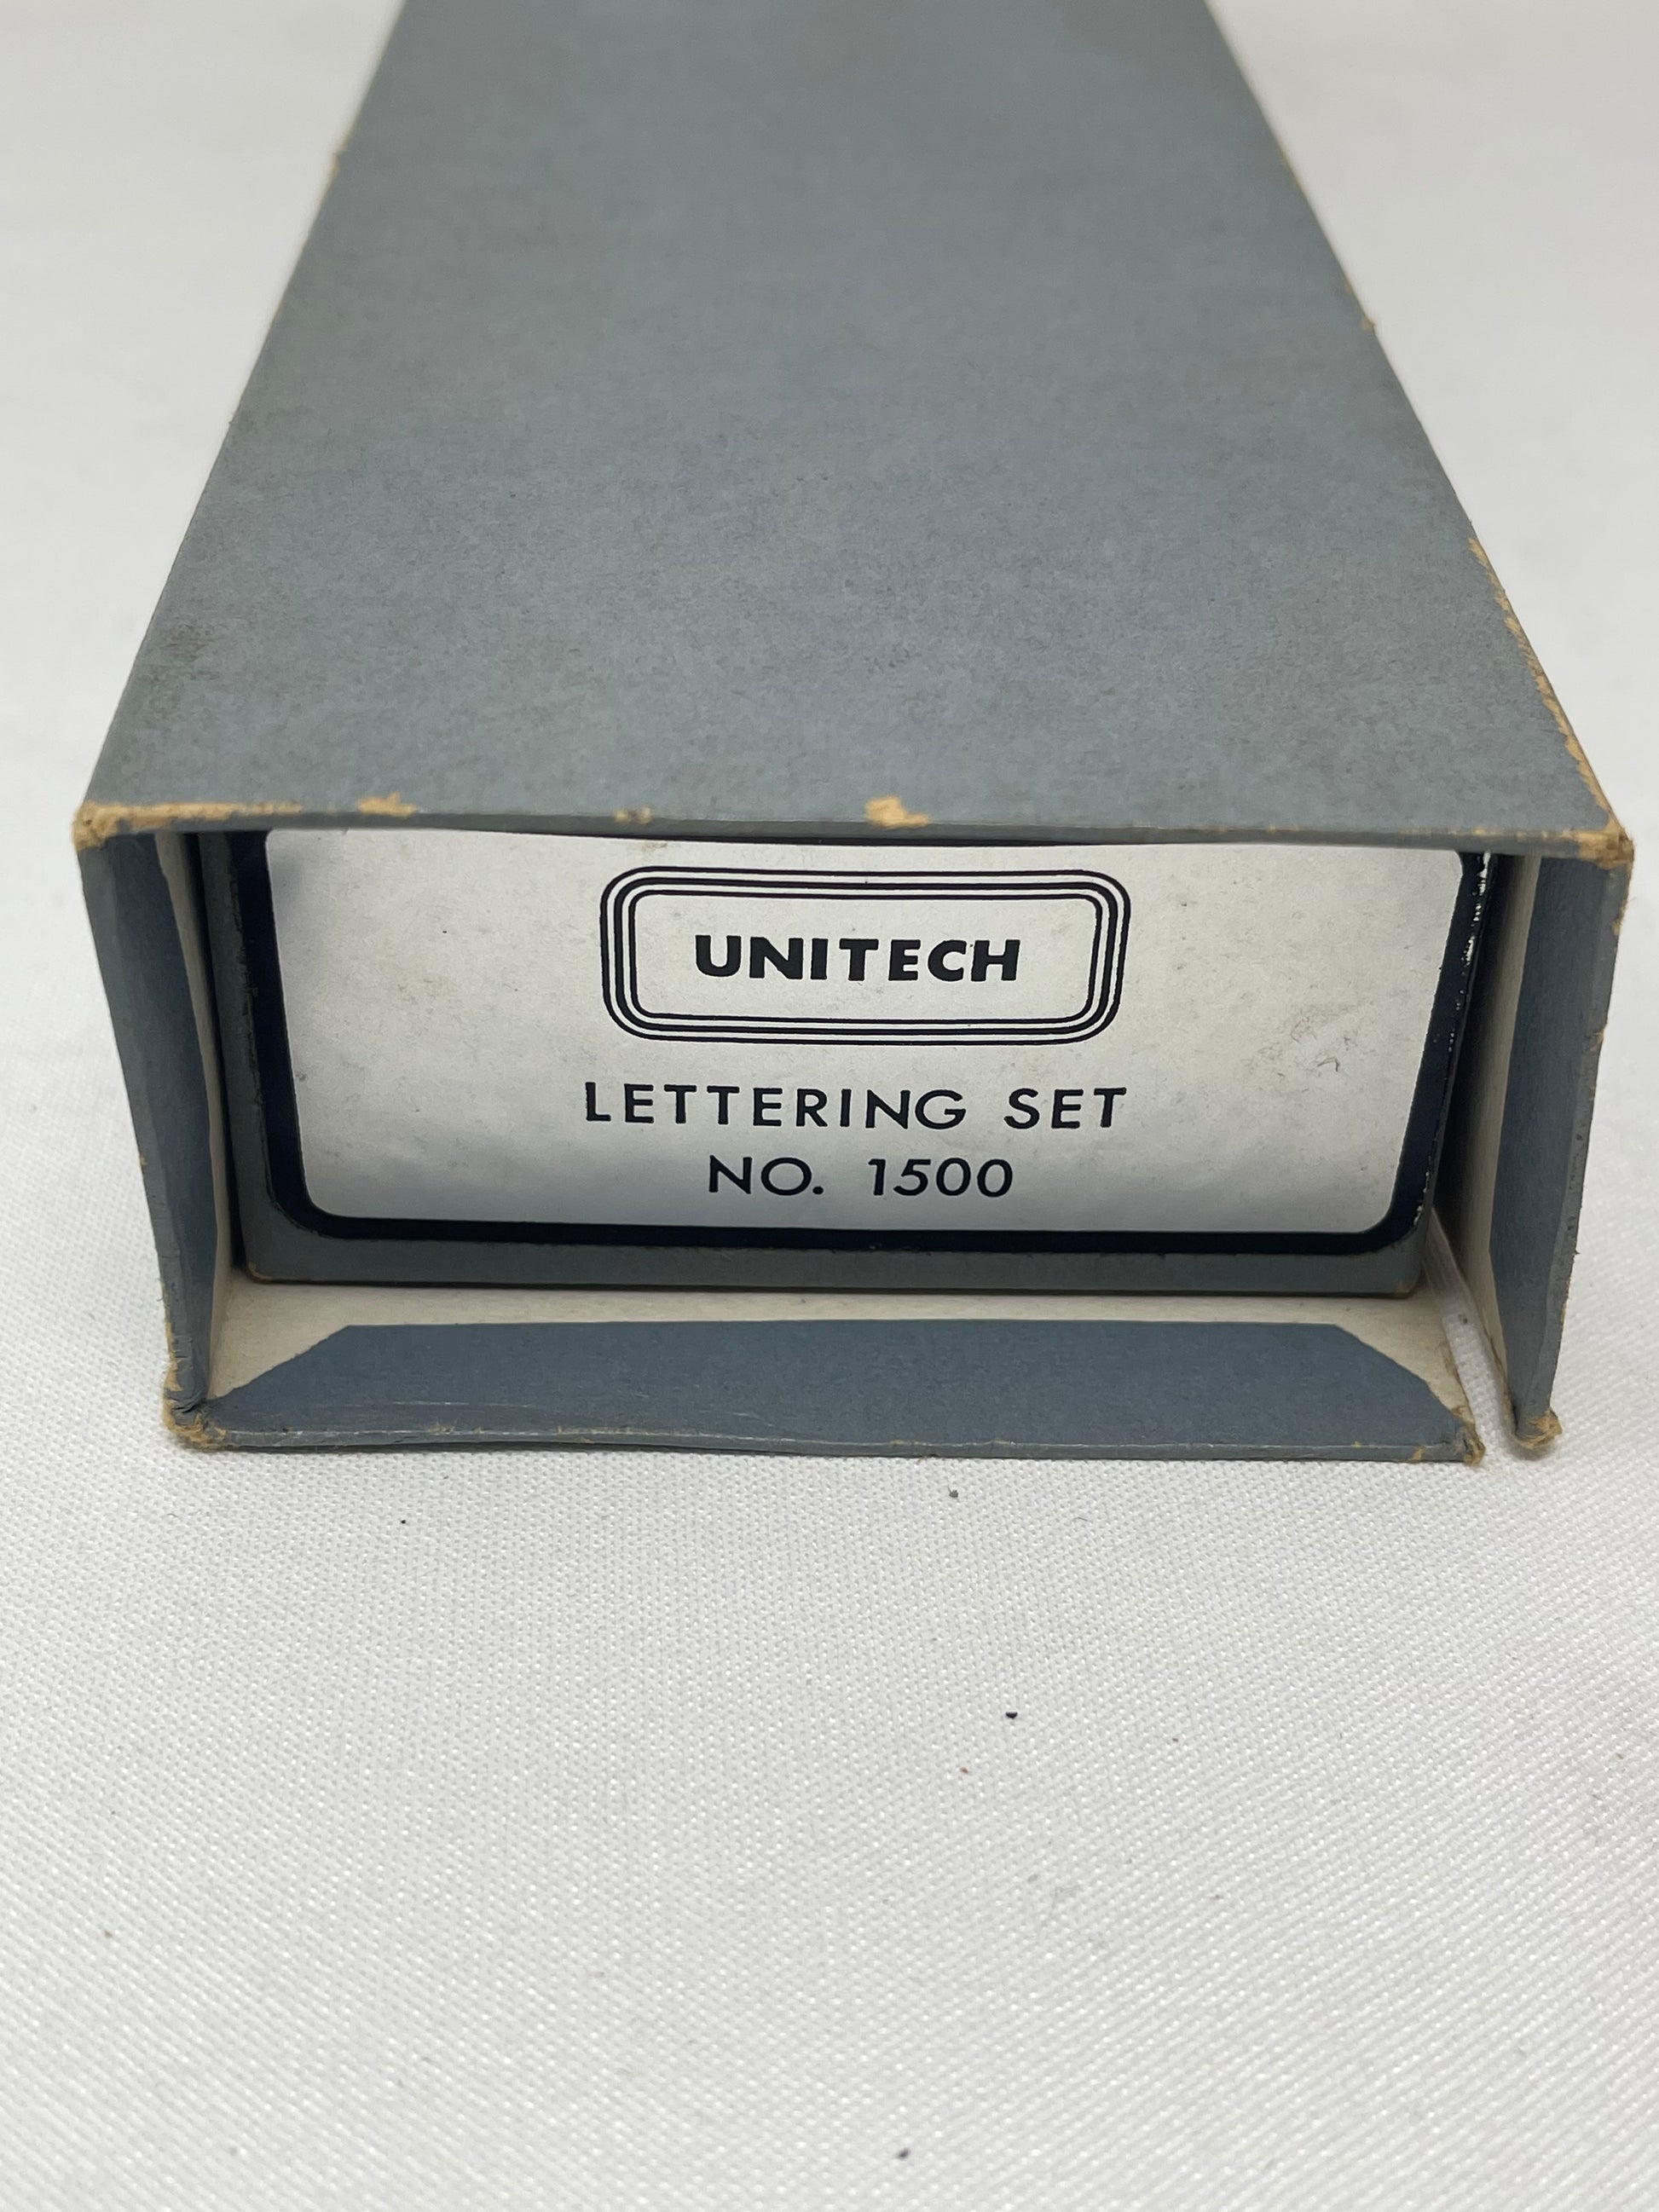 UNITECH
LETTERING SET
NO. 1500